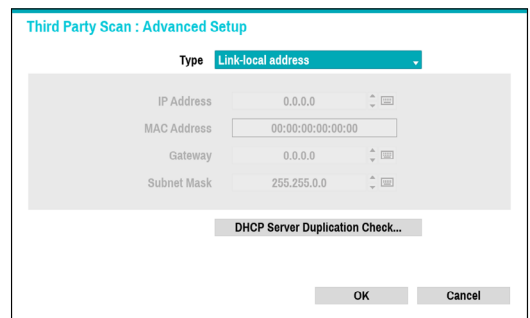 Third Party Scan : Advanced Setup
Type Link-local address
IP Address 0.0.0.0
MAC Address 00:00:00:00:00:00
Gateway 0.0.0.0
Subnet Mask 255.255.0.0
DHCP Server Duplication Check...
OK Cancel